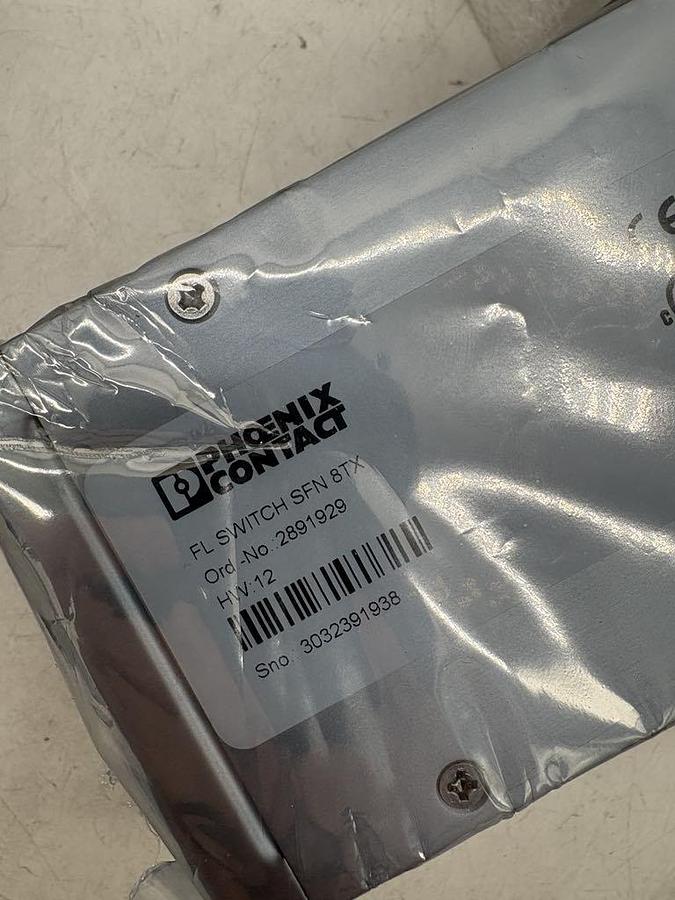 PHOENIX
CONTACT
FL SWITCH SFN 8TX
Ord.-No.:2891929
HW:12
Sno.: 3032391938